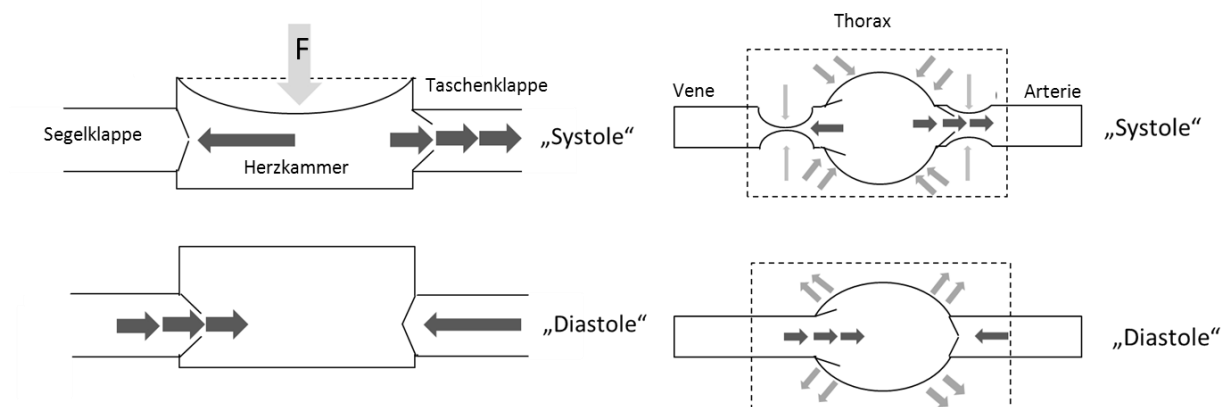 F
Taschenklappe
Segelklappe
Herzkammer
„Systole“
„Diastole“
Thorax
Vene
Arterie
„Systole“
„Diastole“